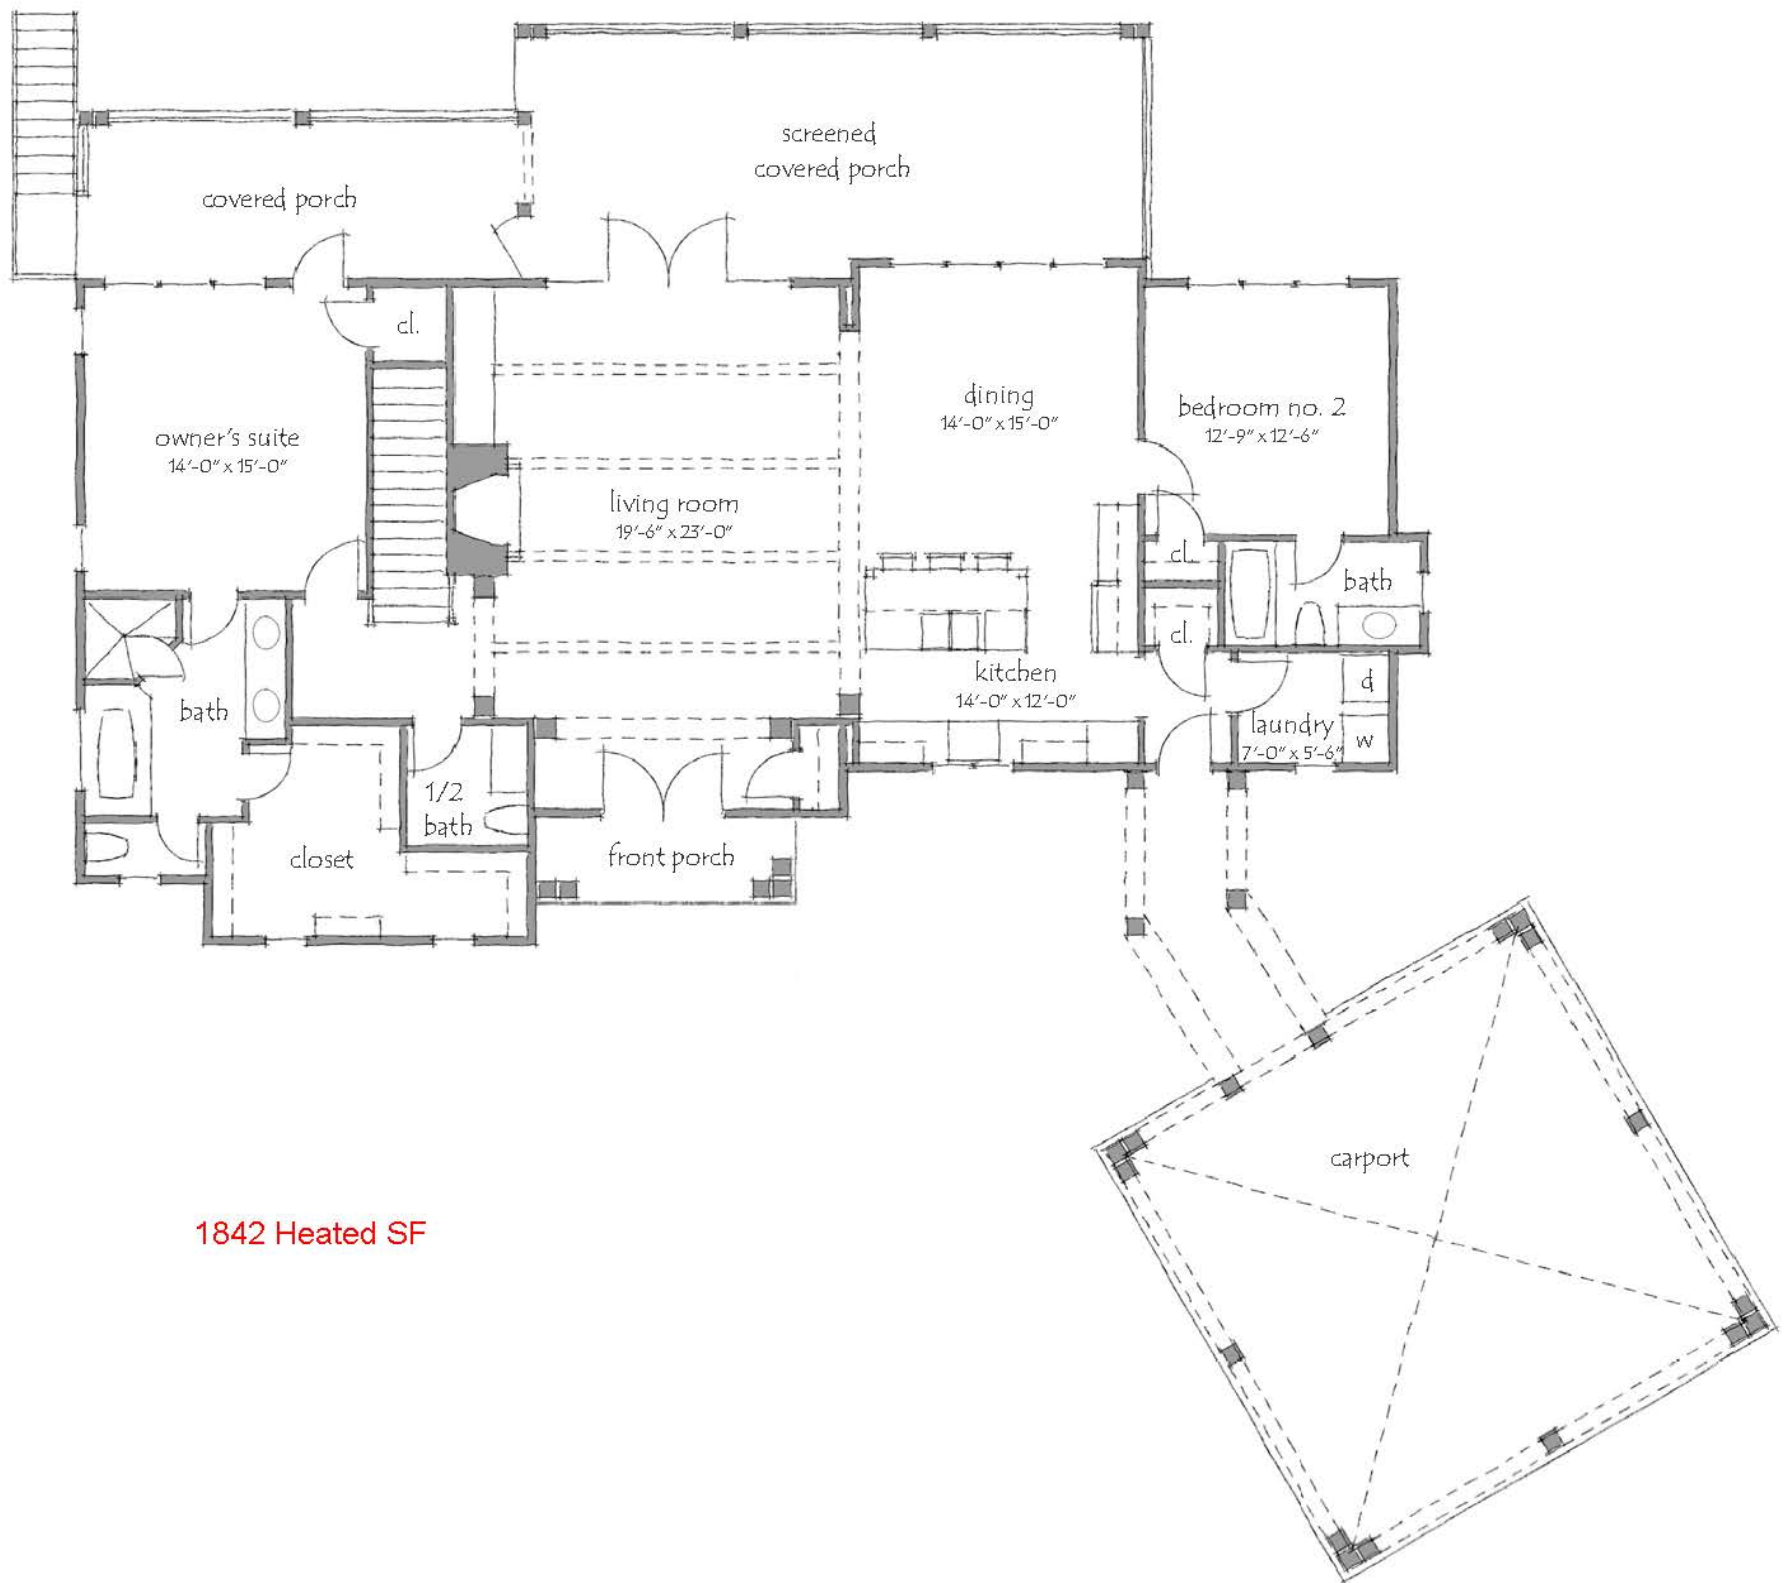 screened
covered porch
covered porch
cl.
dining
14'-0" x 15'-0"
bedroom no. 2
12'-9" x 12'-6"
owner's suite
14'-0" x 15'-0"
living room
19'-6" x 23'-0"
cl.
bath
cl.
kitchen
14'-0" x 12'-0"
d
bath
laundry
7'-0" x 5'-6"
w
1/2
bath
closet
front porch
carport
1842 Heated SF